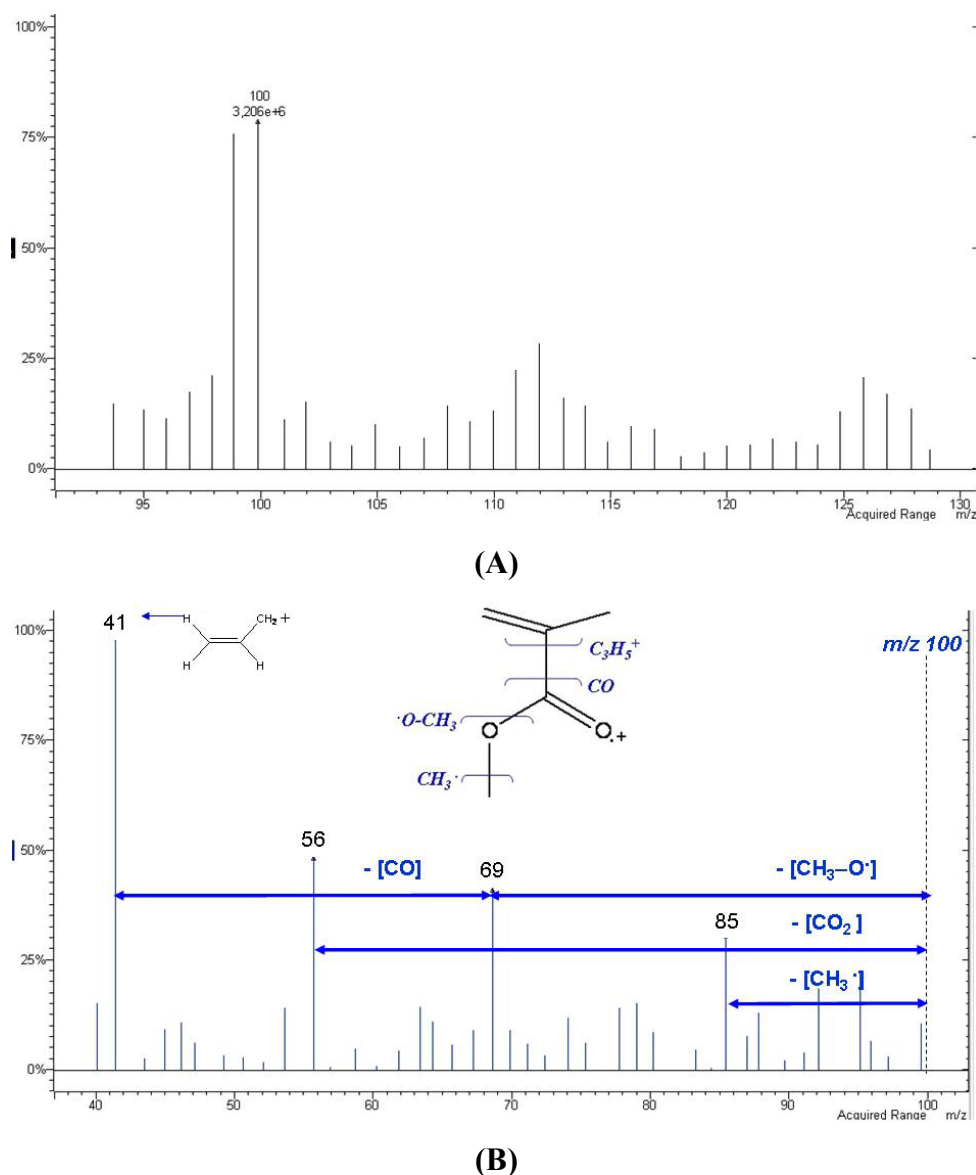 100%
75%
50%
25%
0%
100
3,206e+6
95 100 105 110 115 120 125 130
Acquired Range m/z
(A)
100%
75%
50%
25%
0%
41
H
CH₂+
H
H
C₃H₅⁺
CO
·O-CH₃
O
O
.+
CH₃·
m/z 100
56
- [CO]
69
- [CH₃–O·]
- [CO₂ ]
85
- [CH₃·]
40 50 60 70 80 90 100
Acquired Range m/z
(B)